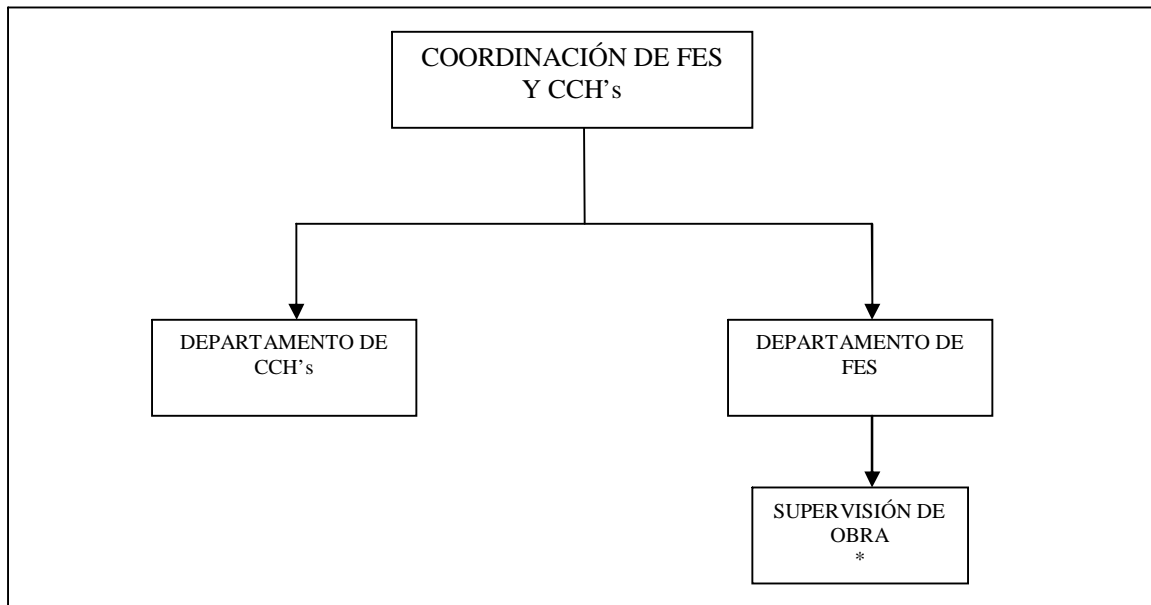 COORDINACIÓN DE FES
Y CCH’s
DEPARTAMENTO DE
CCH’s
DEPARTAMENTO DE
FES
SUPERVISIÓN DE
OBRA
*